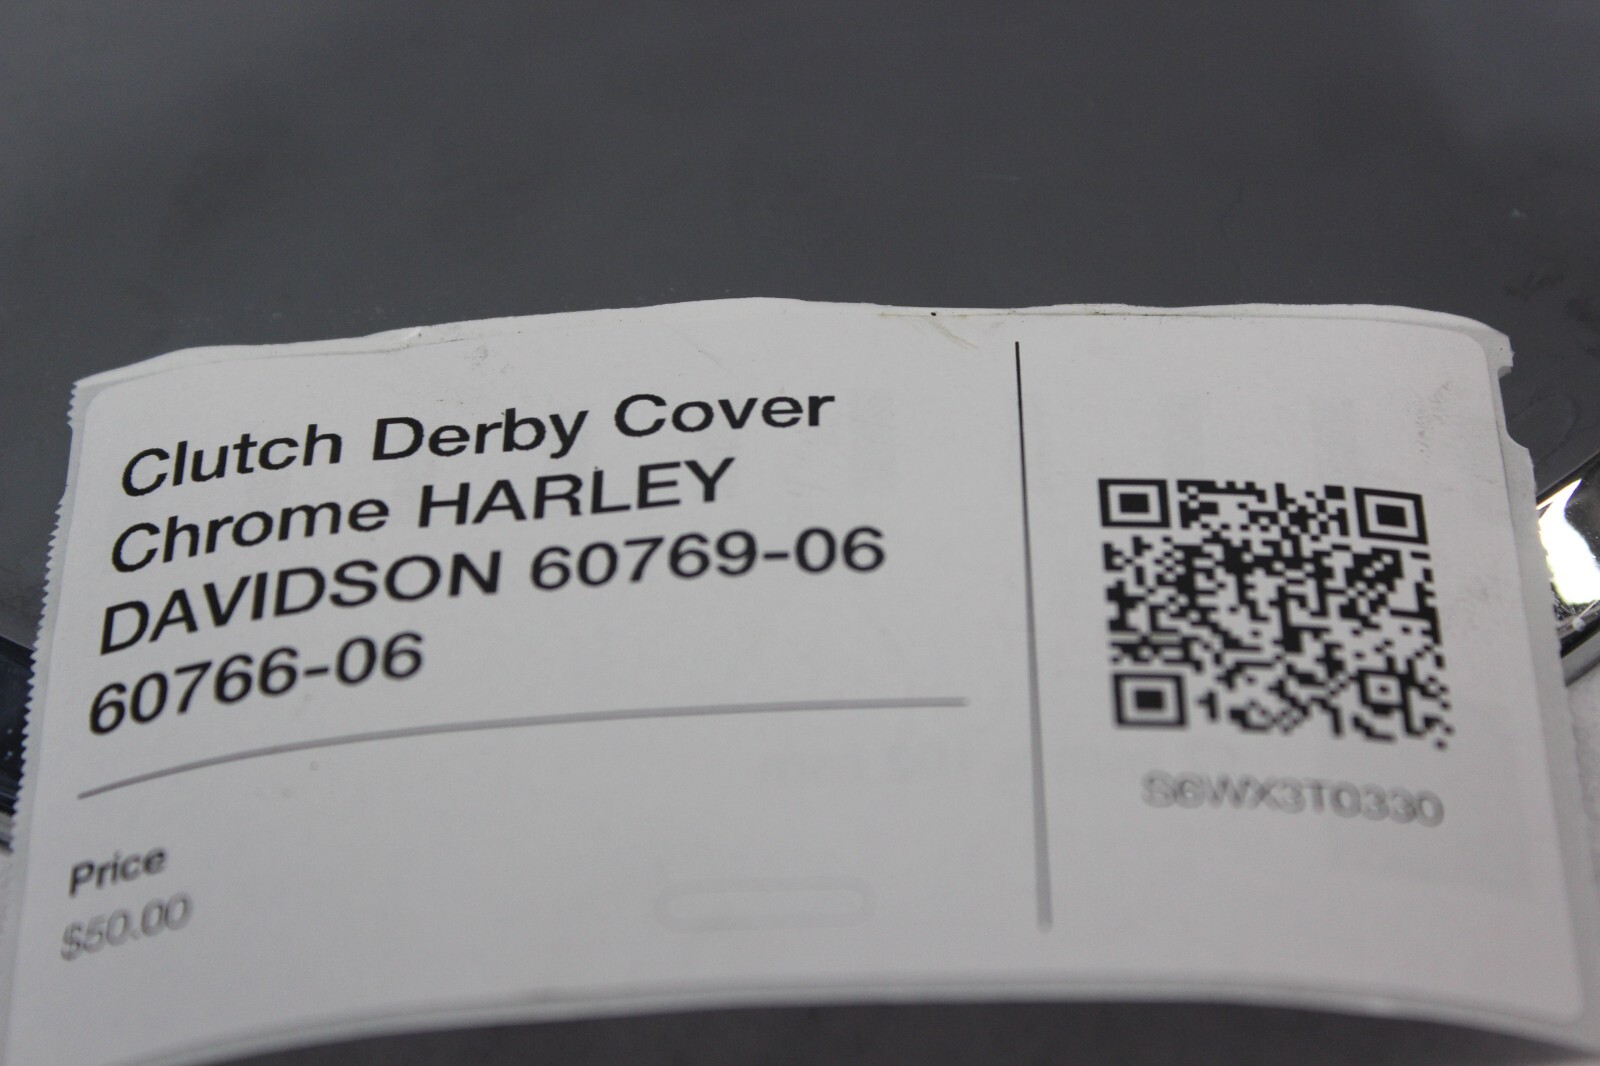 Clutch Derby Cover
Chrome HARLEY
DAVIDSON 60769-06
60766-06
Price
$50.00
S6WX3T0330